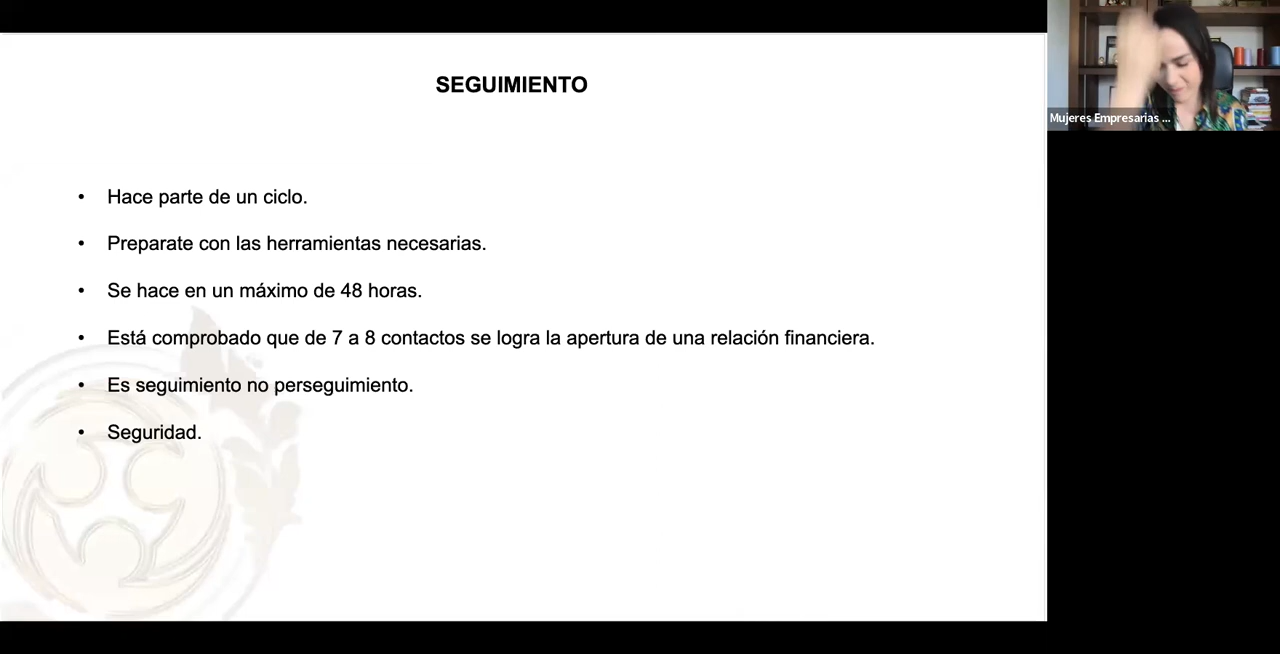 SEGUIMIENTO
• Hace parte de un ciclo.
• Preparate con las herramientas necesarias.
• Se hace en un máximo de 48 horas.
• Está comprobado que de 7 a 8 contactos se logra la apertura de una relación financiera.
• Es seguimiento no perseguimiento.
• Seguridad.
Mujeres Empresarias ...